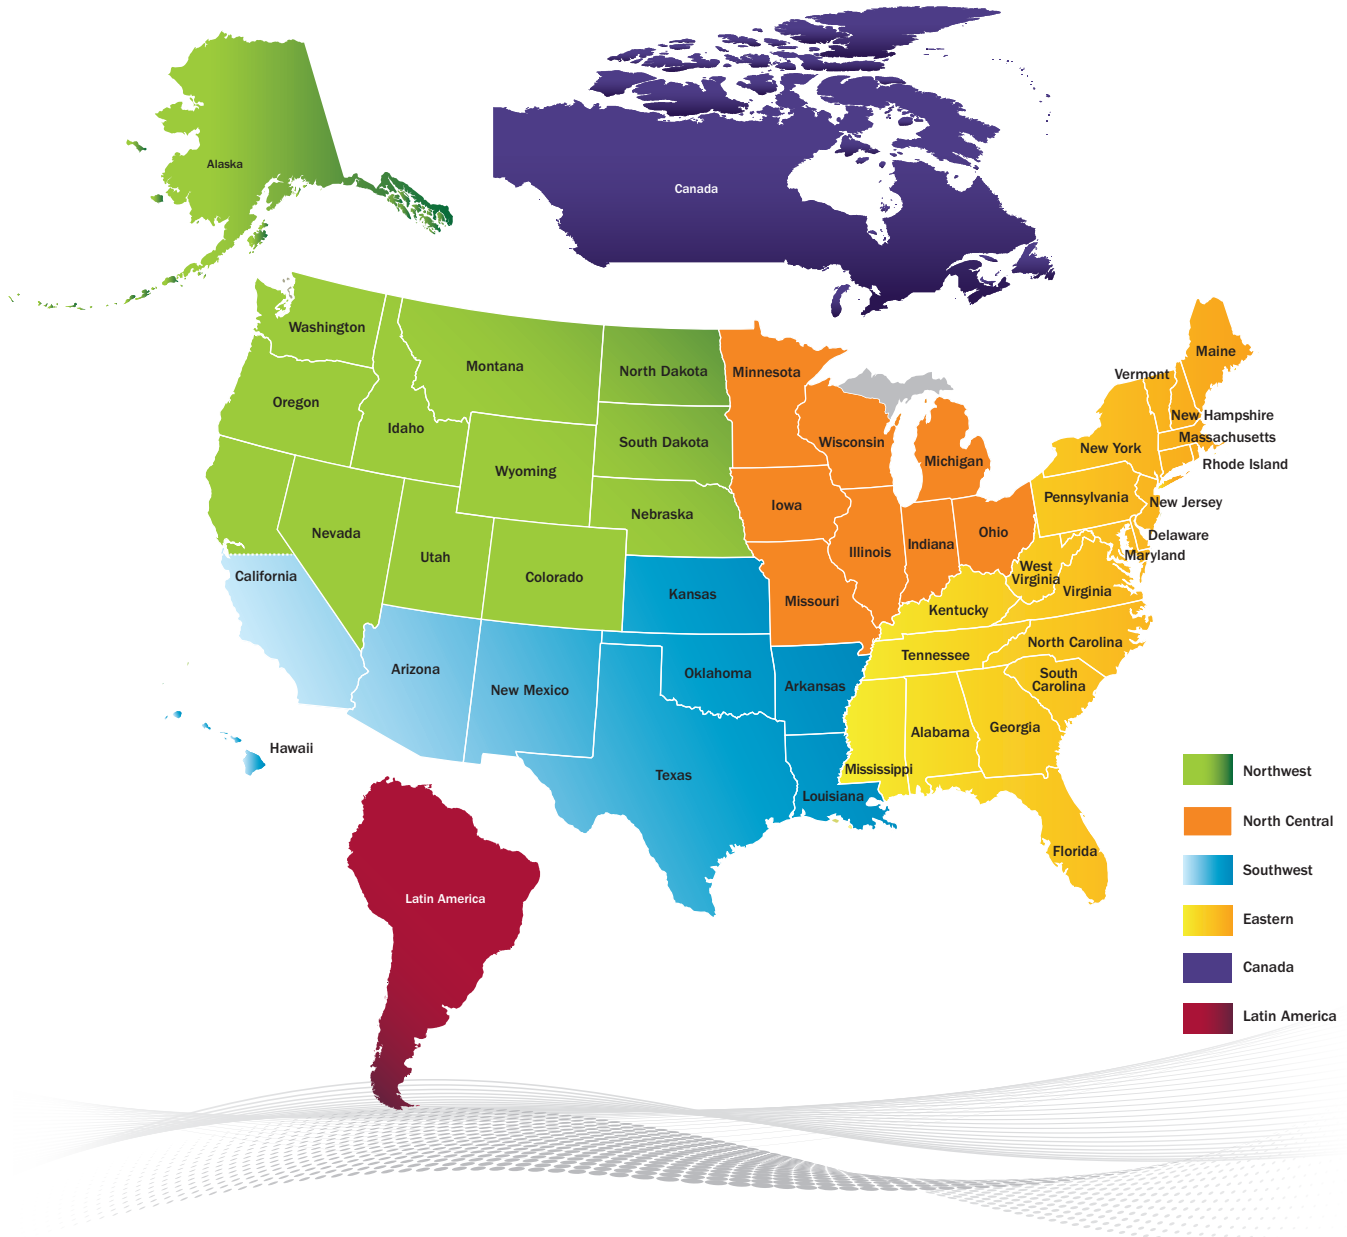 Alaska
Canada
Washington
Montana
North Dakota
Minnesota
Maine
Vermont
Oregon
Idaho
South Dakota
Wisconsin
Michigan
New York
New Hampshire
Massachusetts
Rhode Island
Wyoming
Nebraska
Iowa
Pennsylvania
New Jersey
Nevada
Utah
Colorado
Illinois
Indiana
Ohio
Delaware
Maryland
California
Kansas
Missouri
West
Virginia
Virginia
Kentucky
Arizona
New Mexico
Oklahoma
Arkansas
Tennessee
North Carolina
South
Carolina
Hawaii
Texas
Louisiana
Mississippi
Alabama
Georgia
Florida
Latin America
Northwest
North Central
Southwest
Eastern
Canada
Latin America